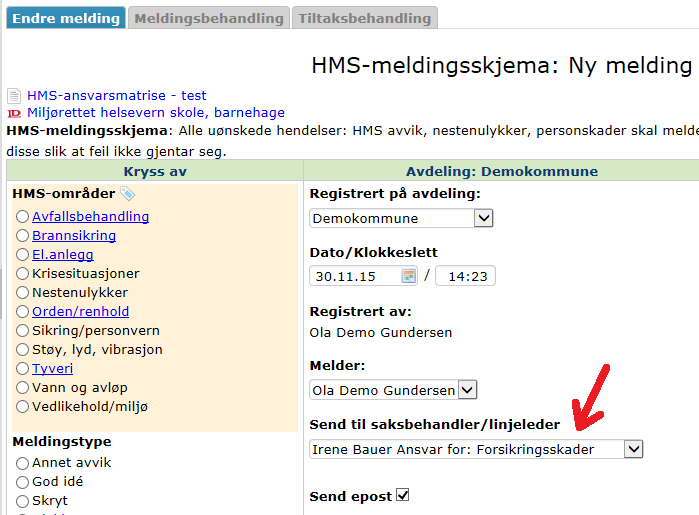 Endre melding Meldingsbehandling Tiltaksbehandling
HMS-meldingsskjema: Ny melding
HMS-ansvarsmatrise - test
Miljørettet helsevern skole, barnehage
HMS-meldingsskjema: Alle uønskede hendelser: HMS avvik, nestenulykker, personskader skal melde
disse slik at feil ikke gjentar seg.
Kryss av
HMS-områder
Avfallsbehandling
Brannsikring
El.anlegg
Krisesituasjoner
Nestenulykker
Orden/renhold
Sikring/personvern
Støy, lyd, vibrasjon
Tyveri
Vann og avløp
Vedlikehold/miljø
Meldingstype
Annet avvik
God idé
Skryt
Avdeling: Demokommune
Registrert på avdeling:
Demokommune
Dato/Klokkeslett
30.11.15 / 14:23
Registrert av:
Ola Demo Gundersen
Melder:
Ola Demo Gundersen
Send til saksbehandler/linjeleder
Irene Bauer Ansvar for: Forsikringsskader
Send epost